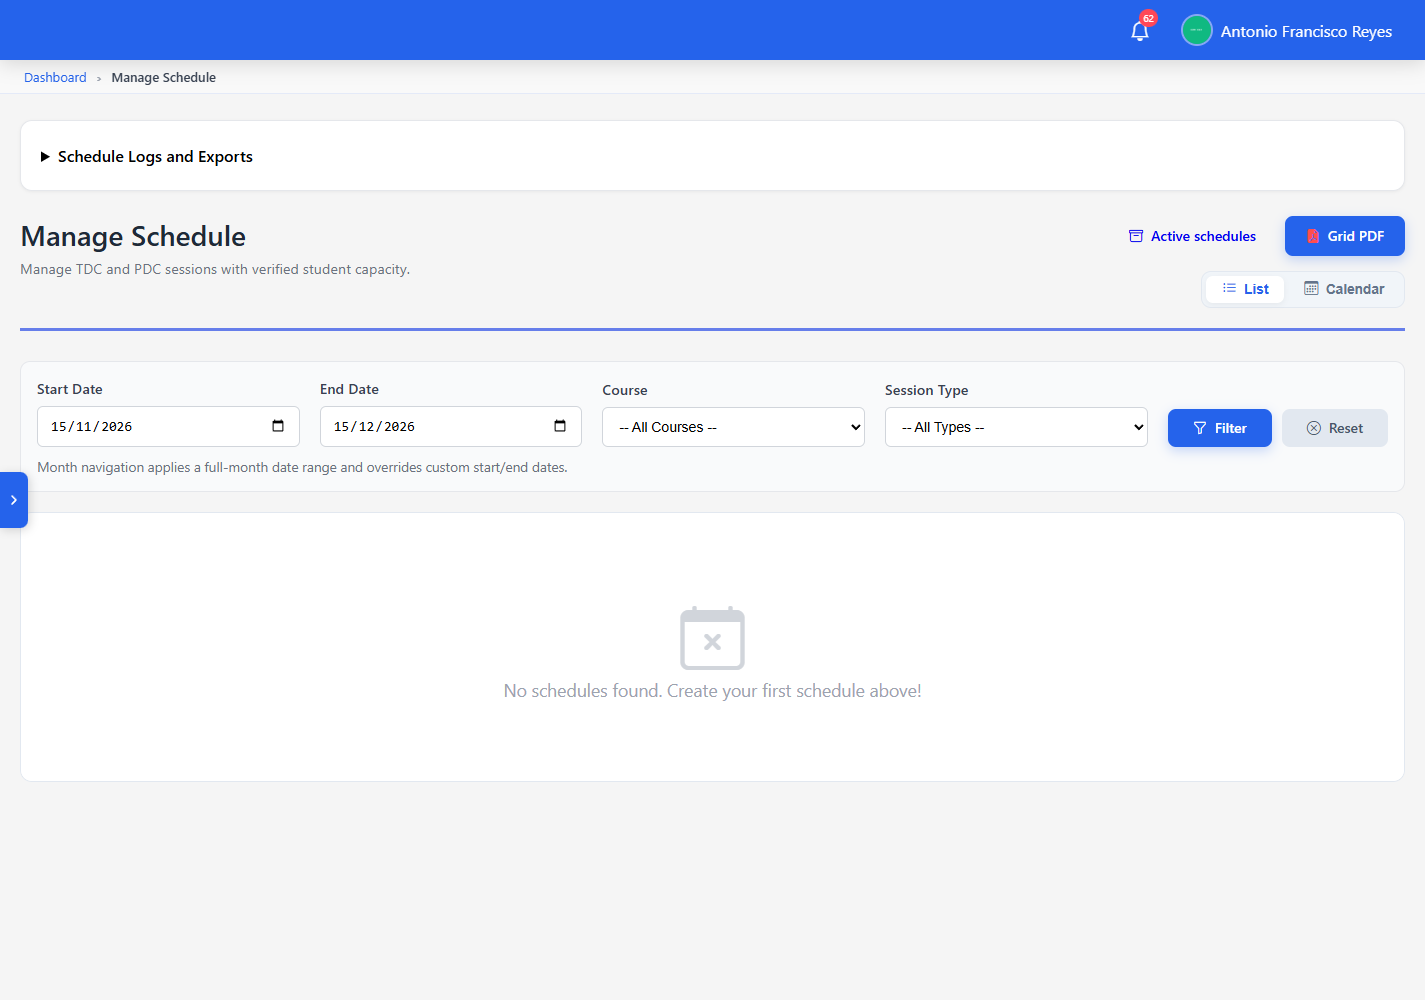 62
Antonio Francisco Reyes
Dashboard › Manage Schedule
Schedule Logs and Exports
Manage Schedule
Active schedules
Grid PDF
Manage TDC and PDC sessions with verified student capacity.
List
Calendar
Start Date
End Date
Course
Session Type
15/11/2026
15/12/2026
-- All Courses --
-- All Types --
Filter
Reset
Month navigation applies a full-month date range and overrides custom start/end dates.
No schedules found. Create your first schedule above!